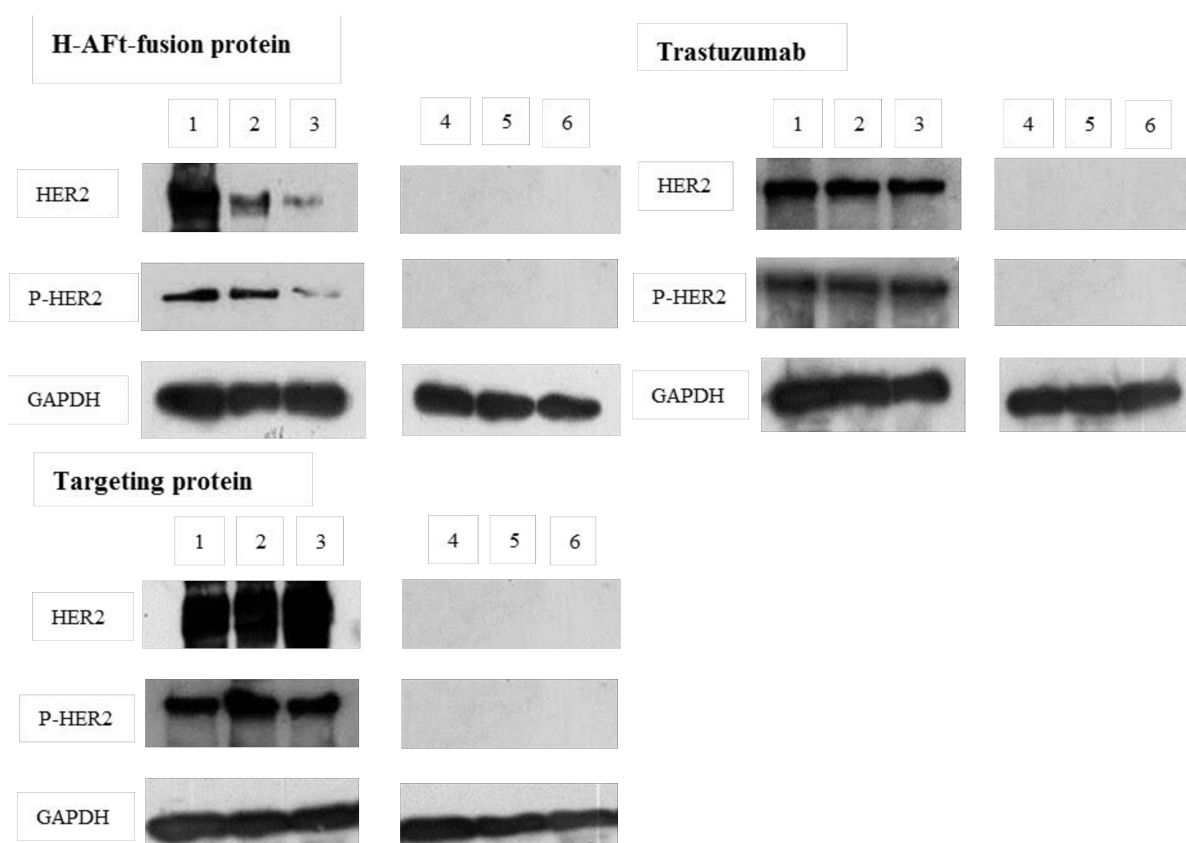 H-AFt-fusion protein
1 2 3 4 5 6
HER2
P-HER2
GAPDH
Trastuzumab
1 2 3 4 5 6
HER2
P-HER2
GAPDH
Targeting protein
1 2 3 4 5 6
HER2
P-HER2
GAPDH